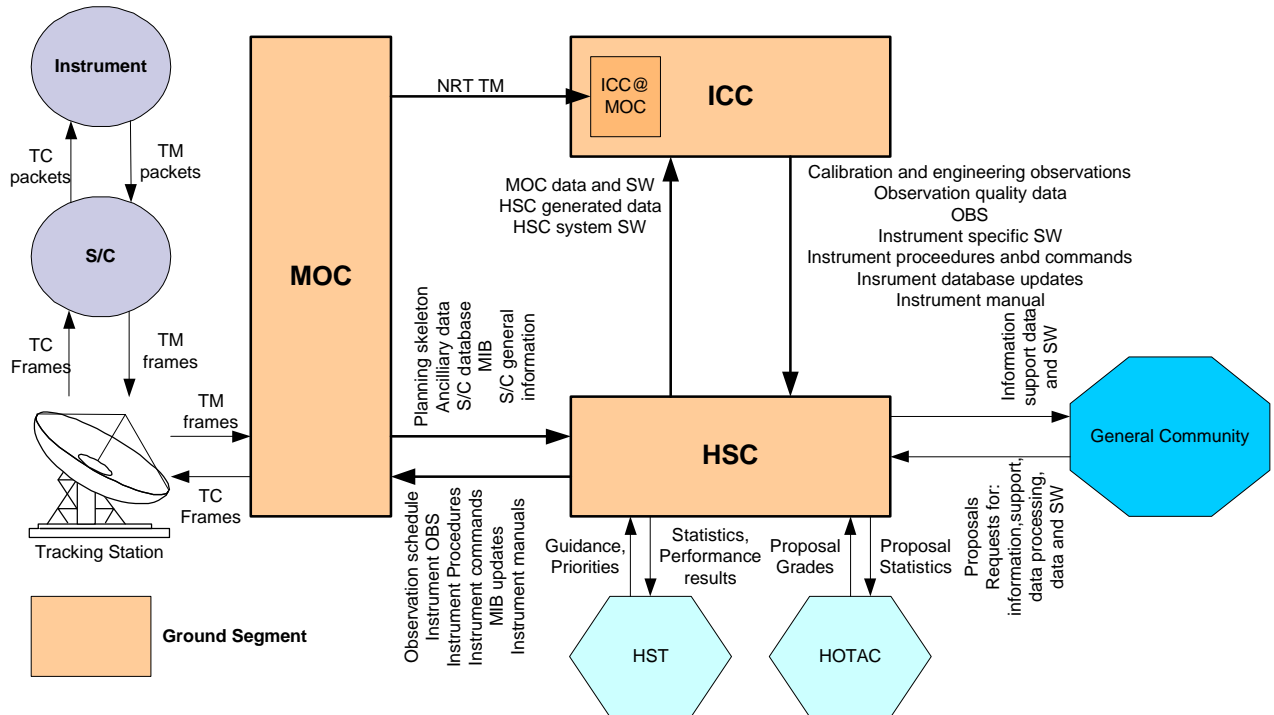 Instrument
TC
packets
TM
packets
S/C
TC
Frames
TM
frames
Tracking Station
TM
frames
TC
Frames
MOC
NRT TM
ICC@
MOC
ICC
MOC data and SW
HSC generated data
HSC system SW
Calibration and engineering observations
Observation quality data
OBS
Instrument specific SW
Instrument proceedures anbd commands
Insrument database updates
Instrument manual
Planning skeleton
Ancilliary data
S/C database
MIB
S/C general
information
HSC
Observation schedule
Instrument OBS
Instrument Procedures
Instrument commands
MIB updates
Instrument manuals
Information
support data
and SW
General Community
Proposals
Requests for:
information,support,
data processing,
data and SW
Guidance,
Priorities
Statistics,
Performance
results
Proposal
Grades
Proposal
Statistics
HST
HOTAC
Ground Segment